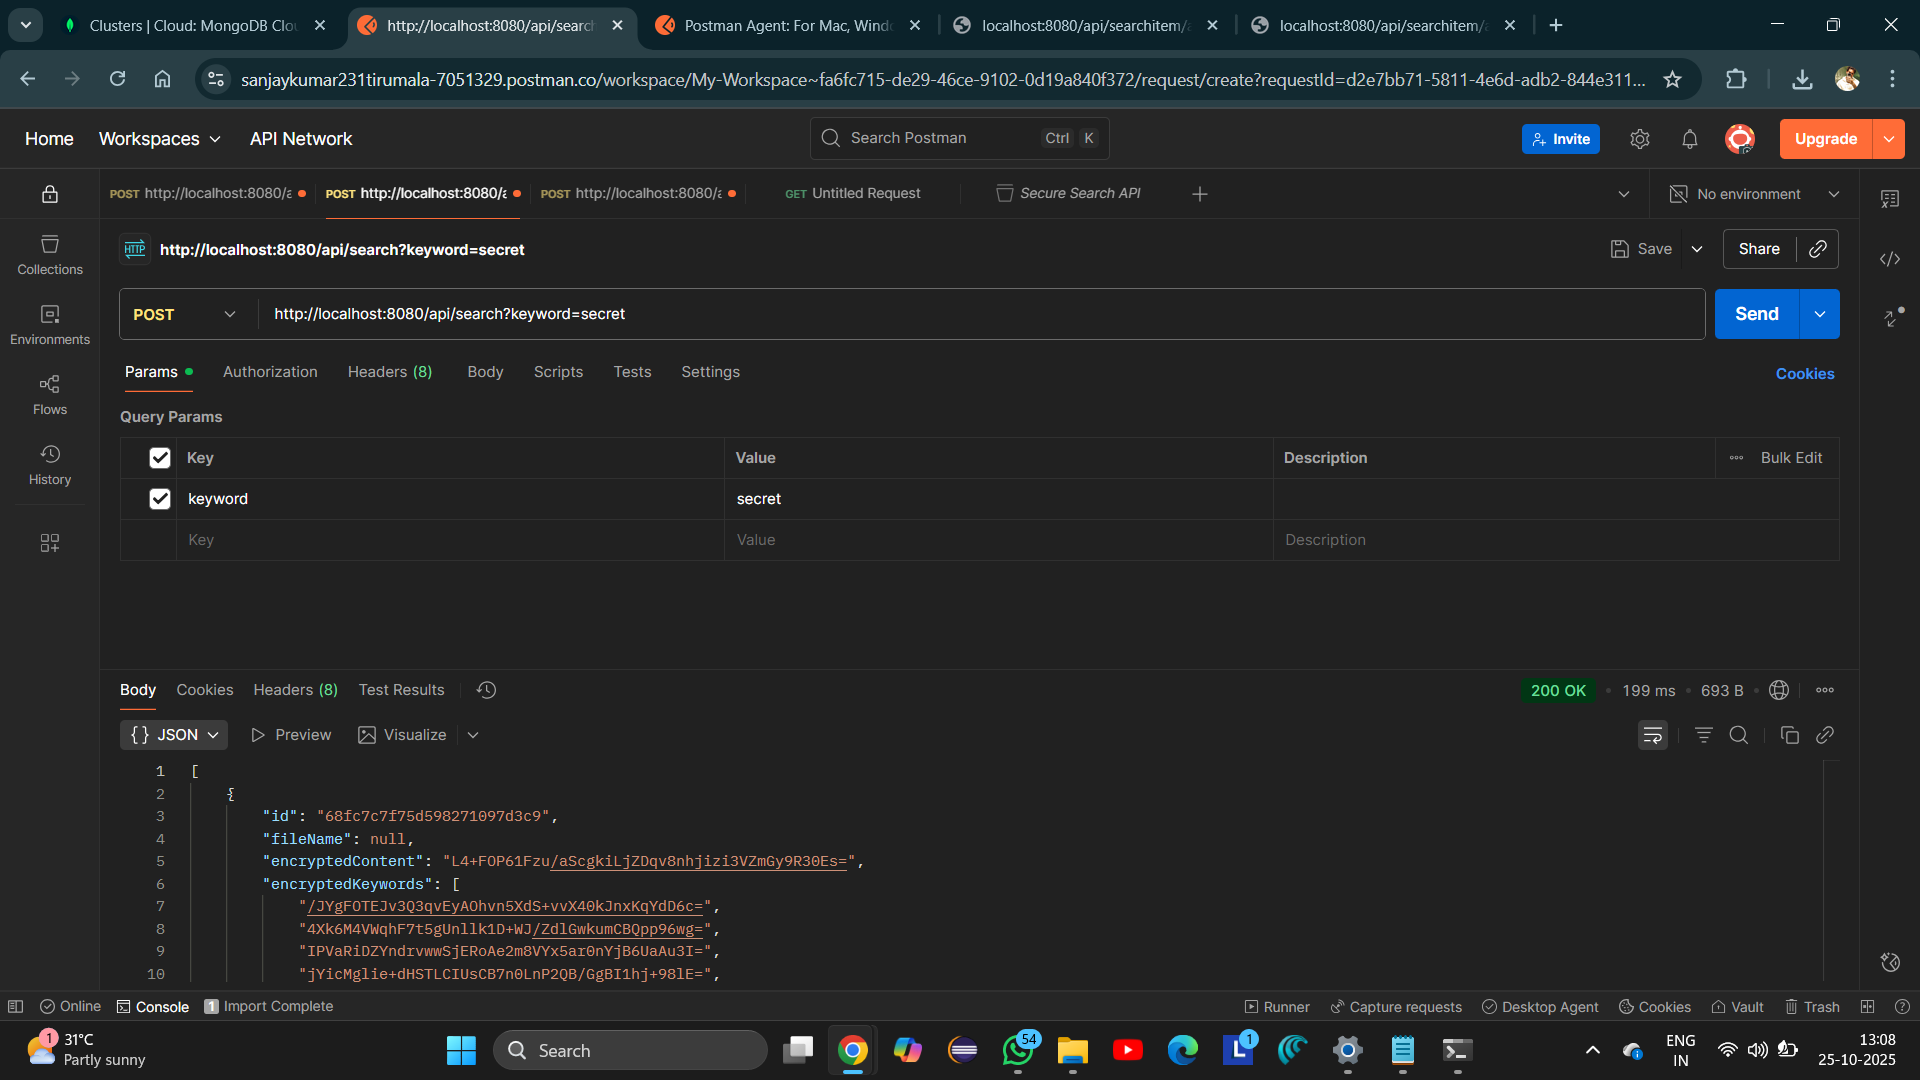 Clusters | Cloud: MongoDB Clou
http://localhost:8080/api/search
Postman Agent: For Mac, Windo
localhost:8080/api/searchitem/a
localhost:8080/api/searchitem/a
sanjaykumar231tirumala-7051329.postman.co/workspace/My-Workspace~fa6fc715-de29-46ce-9102-0d19a840f372/request/create?requestId=d2e7bb71-5811-4e6d-adb2-844e311...
Home Workspaces API Network Search Postman Ctrl K Invite Upgrade
POST http://localhost:8080/a POST http://localhost:8080/a POST http://localhost:8080/a GET Untitled Request Secure Search API No environment
Collections
Environments
Flows
History
HTTP http://localhost:8080/api/search?keyword=secret Save Share
POST http://localhost:8080/api/search?keyword=secret Send
Params Authorization Headers (8) Body Scripts Tests Settings Cookies
Query Params
Key Value Description Bulk Edit
keyword secret
Key Value Description
Body Cookies Headers (8) Test Results 200 OK 199 ms 693 B
{} JSON Preview Visualize
1 [
2 {
3 "id": "68fc7c7f75d598271097d3c9",
4 "fileName": null,
5 "encryptedContent": "L4+FOP61Fzu/aScgkiLjZDqv8nhjizi3VZmGy9R30Es=",
6 "encryptedKeywords": [
7 "/JYgFOTEJv3Q3qvEyAOhvn5XdS+vvX40kJnxKqYdD6c=",
8 "4Xk6M4VWqhF7t5gUnllk1D+WJ/ZdlGwkumCBQpp96wg=",
9 "IPVaRiDZYndrvwwSjERoAe2m8VYx5ar0nYjB6UaAu3I=",
10 "jYicMglie+dHSTLCIUsCB7n0LnP2QB/GgBI1hj+98lE=",
Online Console 1 Import Complete Runner Capture requests Desktop Agent Cookies Vault Trash
1 31°C
Partly sunny
Search
54
1
ENG
IN
13:08
25-10-2025